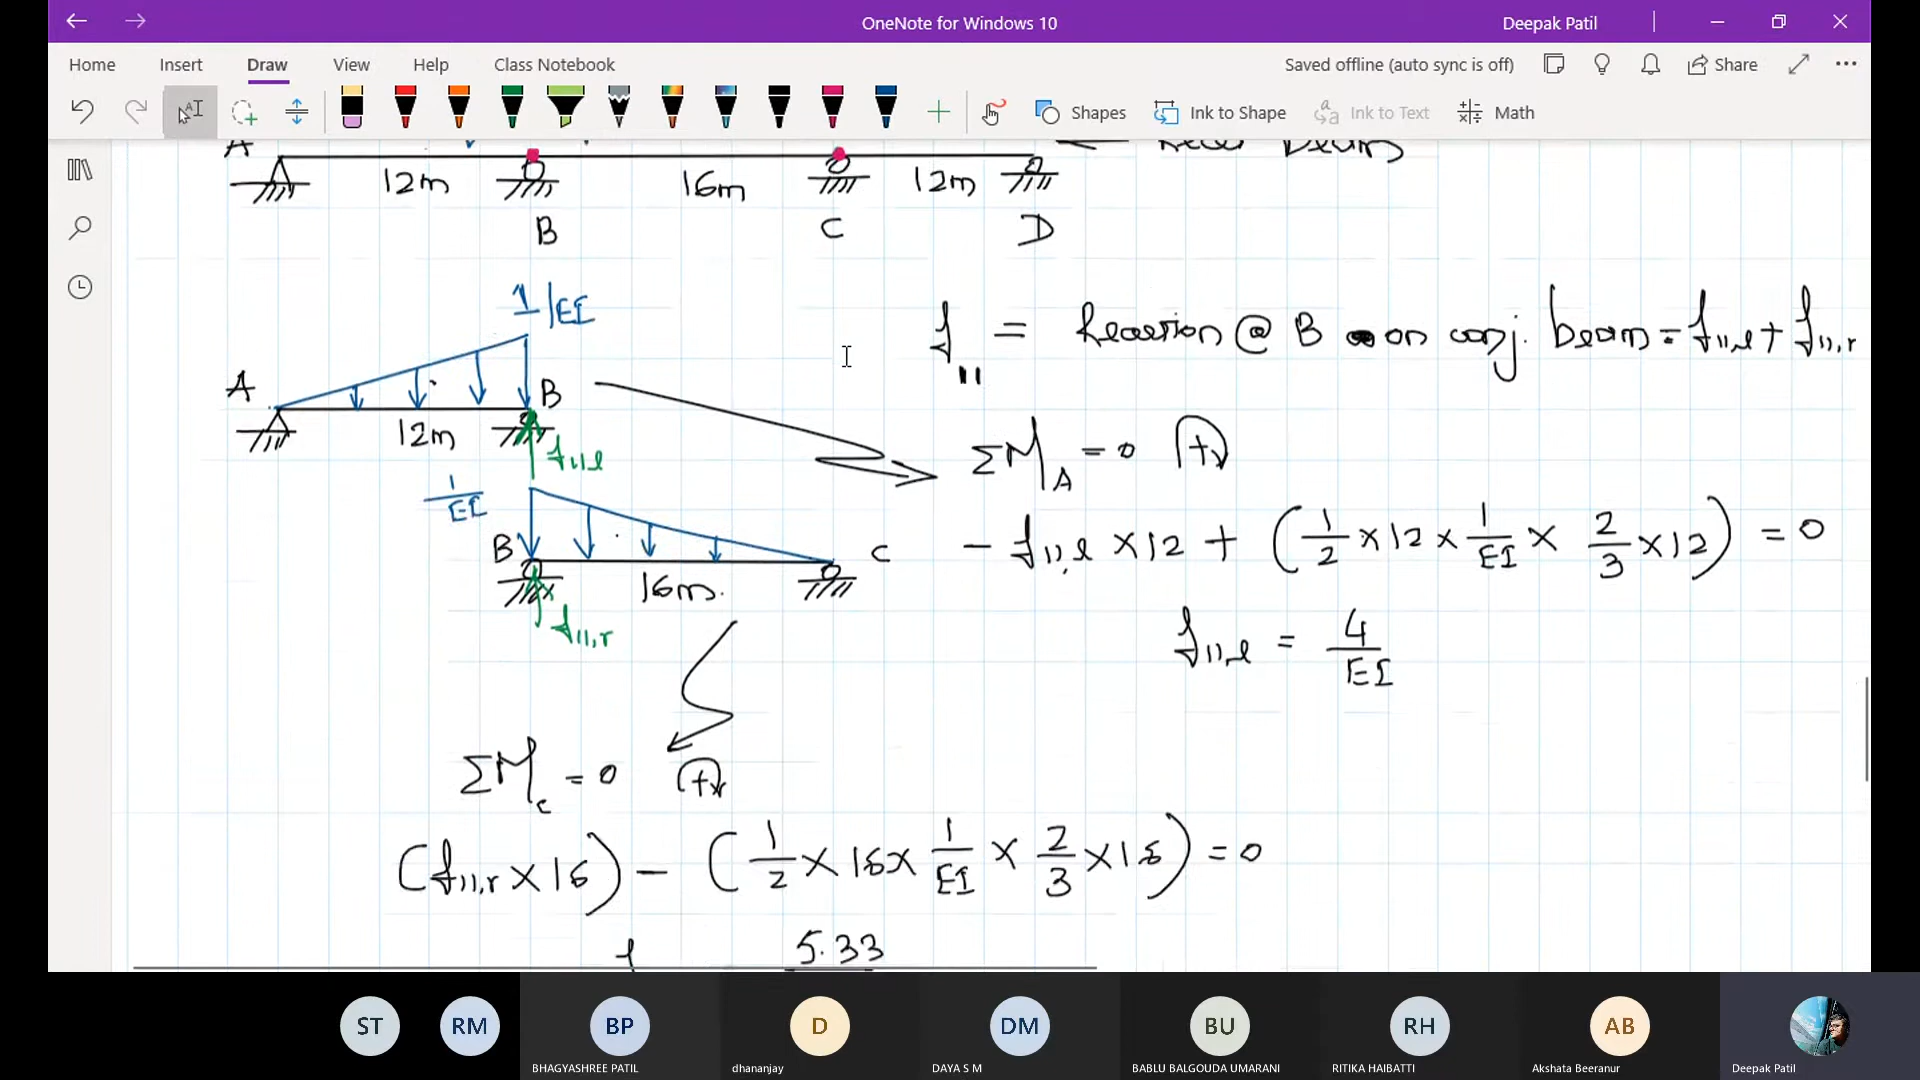 OneNote for Windows 10
Deepak Patil
Home Insert Draw View Help Class Notebook
Saved offline (auto sync is off) Share
Shapes Ink to Shape Ink to Text Math
A
12m 16m 12m
B C D
1/EI
f11 = Reaction @ B on conj. beam = f11,l + f11,r
A B
12m
f11l
ΣM_A = 0 (+)
1/EI
B C
- f11,l × 12 + (1/2 × 12 × 1/EI × 2/3 × 12) = 0
16m.
f11,r
f11,l = 4/EI
ΣM_c = 0 (+)
(f11,r × 16) - (1/2 × 16 × 1/EI × 2/3 × 16) = 0
5.33
ST RM BP D DM BU RH AB
BHAGYASHREE PATIL dhananjay DAYA S M BABLU BALGOUDA UMARANI RITIKA HAIBATTI Akshata Beeranur Deepak Patil